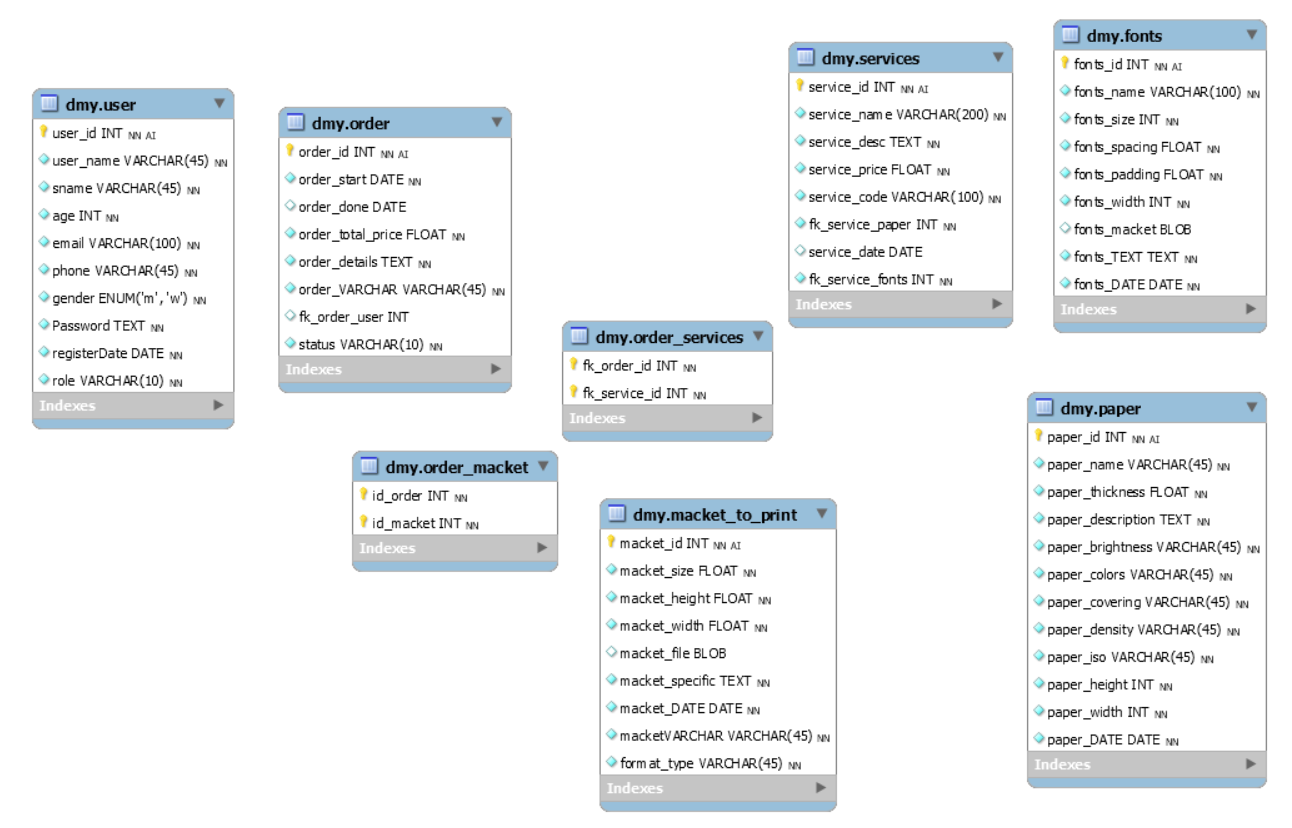 dmy.user
user_id INT NN AI
user_name VARCHAR(45) NN
sname VARCHAR(45) NN
age INT NN
email VARCHAR(100) NN
phone VARCHAR(45) NN
gender ENUM('m','w') NN
Password TEXT NN
registerDate DATE NN
role VARCHAR(10) NN
Indexes
dmy.order
order_id INT NN AI
order_start DATE NN
order_done DATE
order_total_price FLOAT NN
order_details TEXT NN
order_VARCHAR VARCHAR(45) NN
fk_order_user INT
status VARCHAR(10) NN
Indexes
dmy.order_macket
id_order INT NN
id_macket INT NN
Indexes
dmy.order_services
fk_order_id INT NN
fk_service_id INT NN
Indexes
dmy.macket_to_print
macket_id INT NN AI
macket_size FLOAT NN
macket_height FLOAT NN
macket_width FLOAT NN
macket_file BLOB
macket_specific TEXT NN
macket_DATE DATE NN
macketVARCHAR VARCHAR(45) NN
format_type VARCHAR(45) NN
Indexes
dmy.services
service_id INT NN AI
service_name VARCHAR(200) NN
service_desc TEXT NN
service_price FLOAT NN
service_code VARCHAR(100) NN
fk_service_paper INT NN
service_date DATE
fk_service_fonts INT NN
Indexes
dmy.fonts
fonts_id INT NN AI
fonts_name VARCHAR(100) NN
fonts_size INT NN
fonts_spacing FLOAT NN
fonts_padding FLOAT NN
fonts_width INT NN
fonts_macket BLOB
fonts_TEXT TEXT NN
fonts_DATE DATE NN
Indexes
dmy.paper
paper_id INT NN AI
paper_name VARCHAR(45) NN
paper_thickness FLOAT NN
paper_description TEXT NN
paper_brightness VARCHAR(45) NN
paper_colors VARCHAR(45) NN
paper_covering VARCHAR(45) NN
paper_density VARCHAR(45) NN
paper_iso VARCHAR(45) NN
paper_height INT NN
paper_width INT NN
paper_DATE DATE NN
Indexes